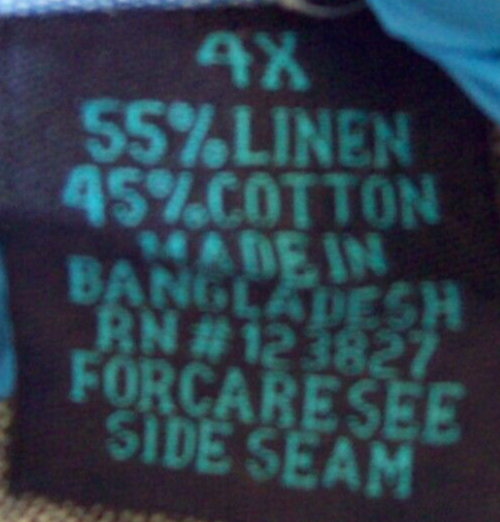 4X
55% LINEN
45% COTTON
MADE IN
BANGLADESH
RN # 123827
FOR CARE SEE
SIDE SEAM